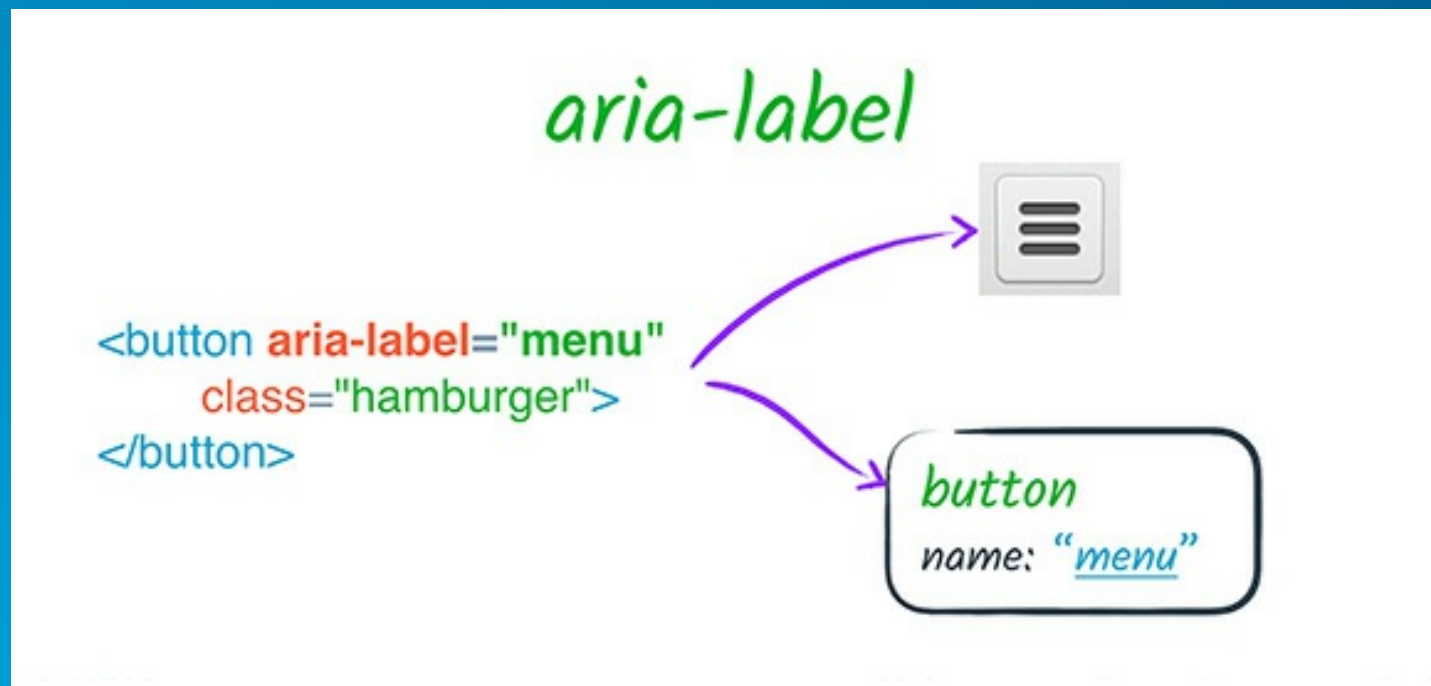 aria-label
<button aria-label="menu"
class="hamburger">
</button>
button
name: “menu”